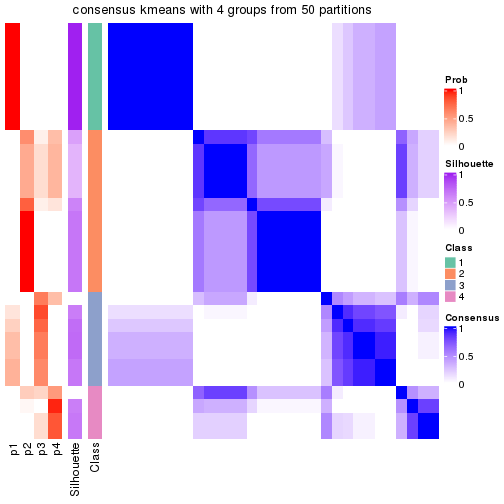 consensus kmeans with 4 groups from 50 partitions
Prob
1
0.5
0
Silhouette
1
0.5
0
Class
1
2
3
4
Consensus
1
0.5
0
p1
p2
p3
p4
Silhouette
Class